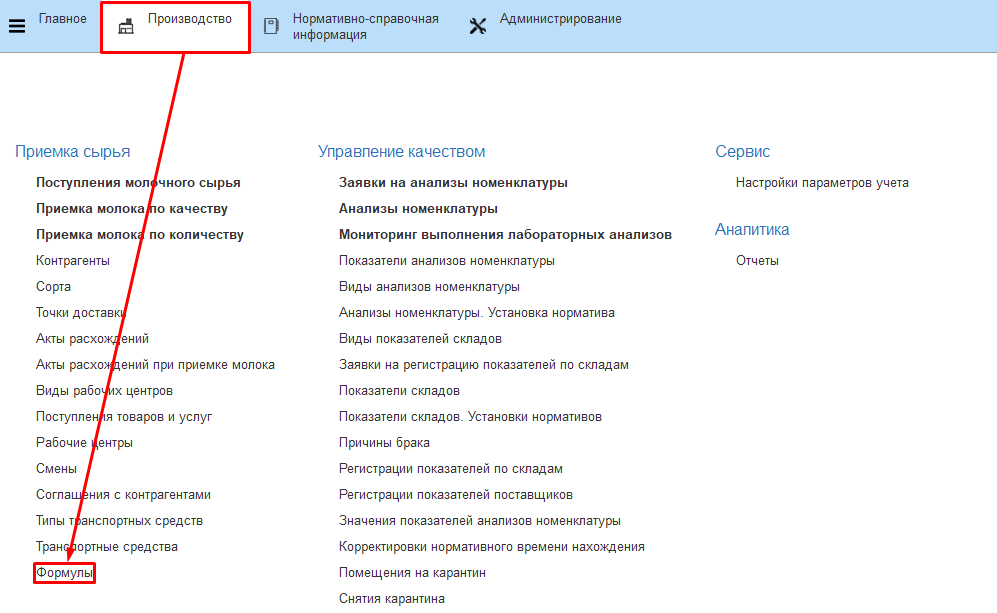 Главное
Производство
Нормативно-справочная
информация
Администрирование
Приемка сырья
Поступления молочного сырья
Приемка молока по качеству
Приемка молока по количеству
Контрагенты
Сорта
Точки доставки
Акты расхождений
Акты расхождений при приемке молока
Виды рабочих центров
Поступления товаров и услуг
Рабочие центры
Смены
Соглашения с контрагентами
Типы транспортных средств
Транспортные средства
Формулы
Управление качеством
Заявки на анализы номенклатуры
Анализы номенклатуры
Мониторинг выполнения лабораторных анализов
Показатели анализов номенклатуры
Виды анализов номенклатуры
Анализы номенклатуры. Установка норматива
Виды показателей складов
Заявки на регистрацию показателей по складам
Показатели складов
Показатели складов. Установки нормативов
Причины брака
Регистрации показателей по складам
Регистрации показателей поставщиков
Значения показателей анализов номенклатуры
Корректировки нормативного времени нахождения
Помещения на карантин
Снятия карантина
Сервис
Настройки параметров учета
Аналитика
Отчеты